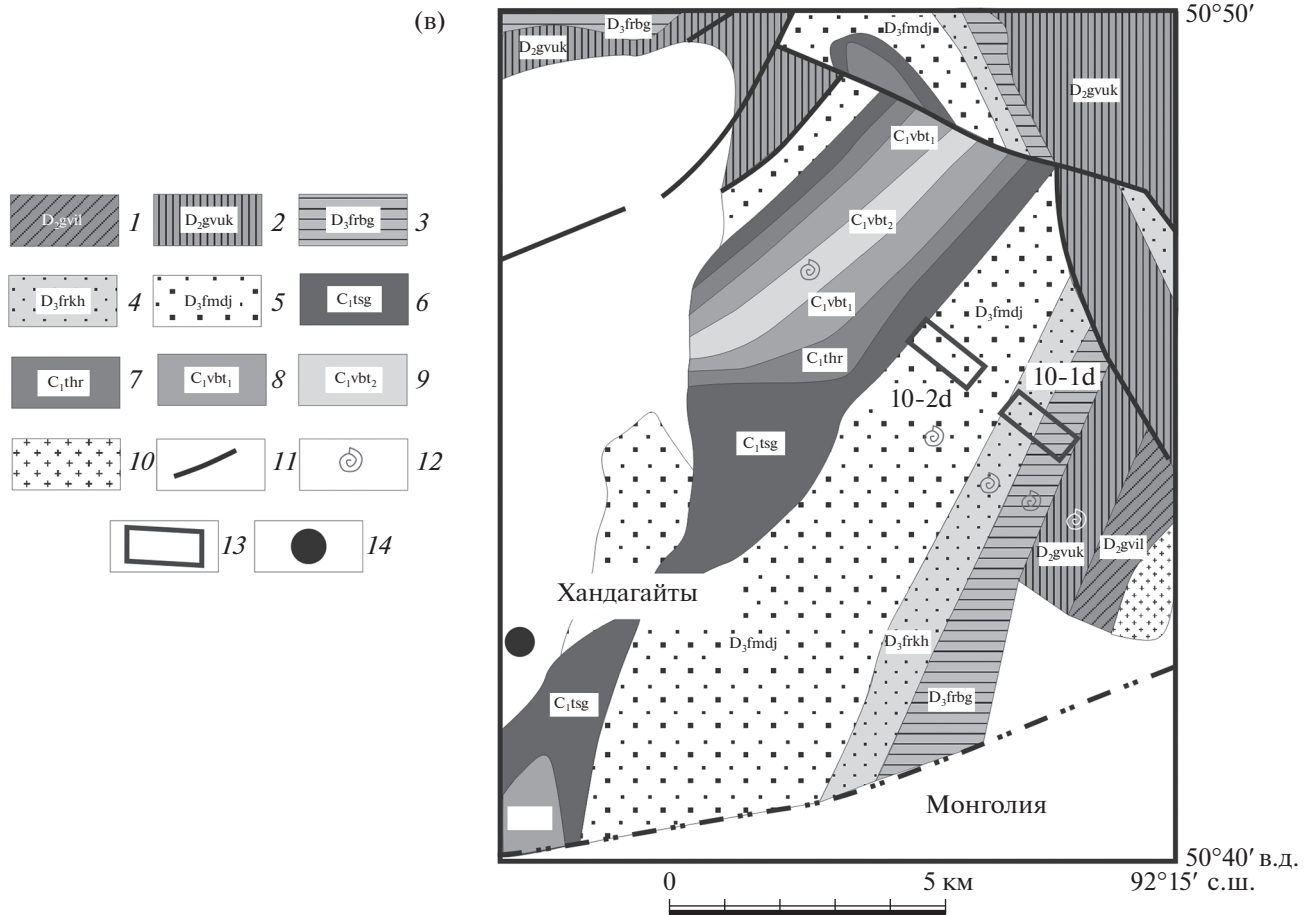 (в)
50°50′
D₃frbg
D₂gvuk
D₃fmdj
D₂gvuk
C₁vbt₁
D₂gvil 1
D₂gvuk 2
D₃frbg 3
C₁vbt₂
D₃frkh 4
D₃fmdj 5
C₁tsg 6
C₁vbt₁
D₃fmdj
C₁thr 7
C₁vbt₁ 8
C₁vbt₂ 9
C₁thr
10-1d
10-2d
10
11
12
C₁tsg
13
14
D₂gvuk
D₂gvil
Хандагайты
D₃fmdj
D₃frkh
D₃frbg
C₁tsg
Монголия
50°40′ в.д.
0 5 км 92°15′ с.ш.